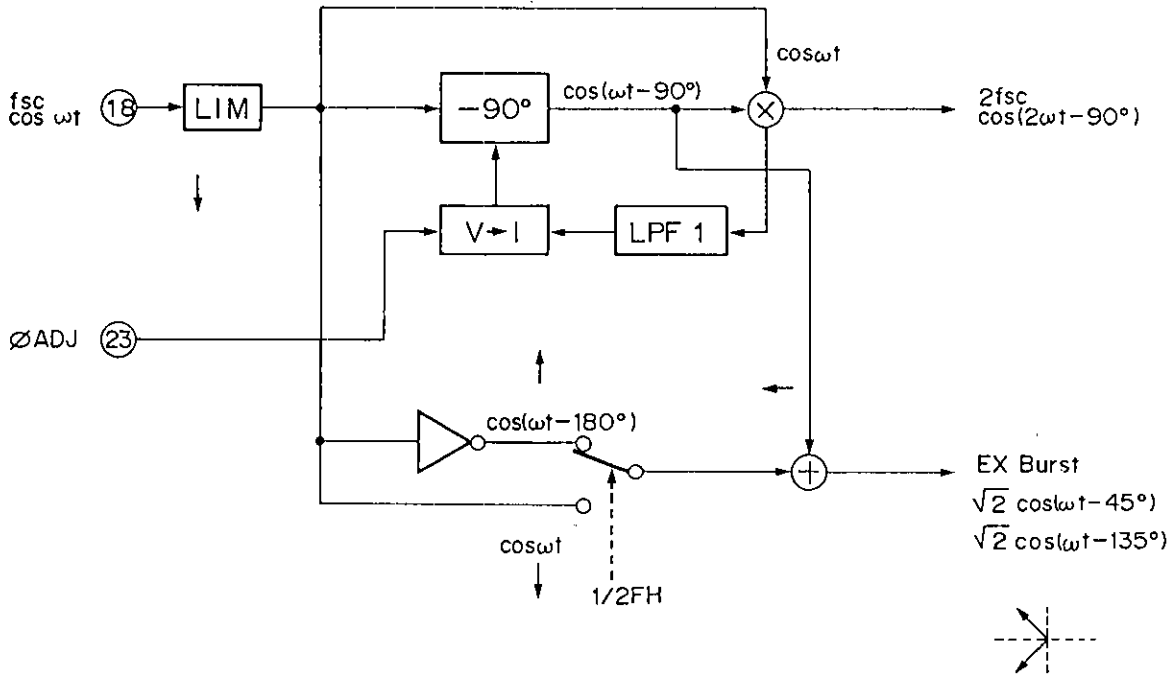 cosωt
fsc
cos ωt
18
LIM
-90°
cos(ωt-90°)
×
2fsc
cos(2ωt-90°)
V→I
LPF 1
ØADJ
23
cos(ωt-180°)
+
EX Burst
√2 cos(ωt-45°)
√2 cos(ωt-135°)
cosωt
1/2FH